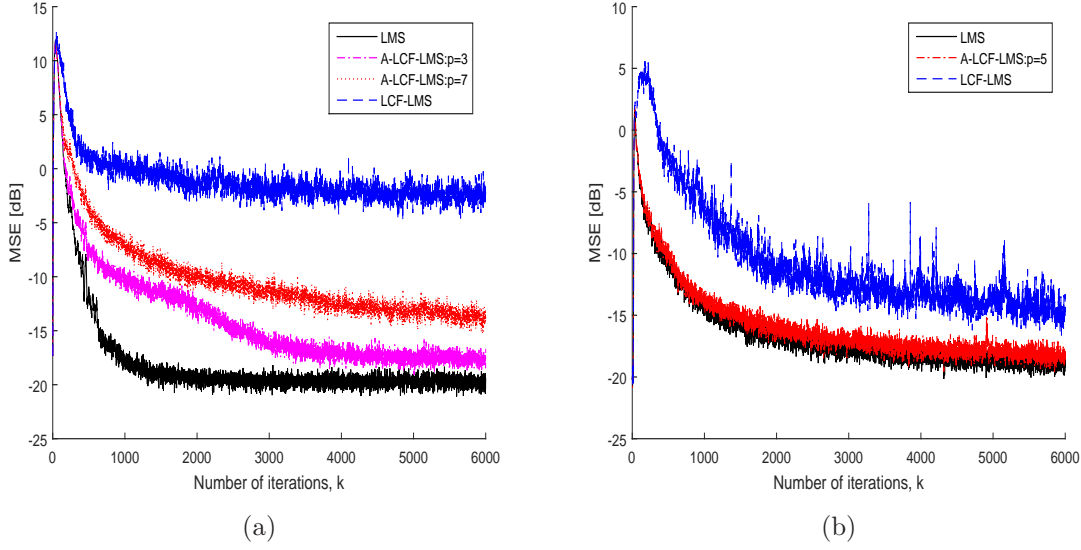 15
10
5
0
-5
-10
-15
-20
-25
MSE [dB]
0 1000 2000 3000 4000 5000 6000
Number of iterations, k
LMS
A-LCF-LMS:p=3
A-LCF-LMS:p=7
LCF-LMS
(a)
10
5
0
-5
-10
-15
-20
-25
MSE [dB]
0 1000 2000 3000 4000 5000 6000
Number of iterations, k
LMS
A-LCF-LMS:p=5
LCF-LMS
(b)